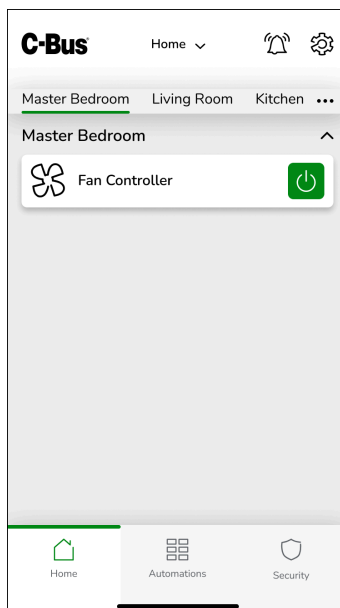 C-Bus
Home
Master Bedroom Living Room Kitchen •••
Master Bedroom
Fan Controller
Home Automations Security